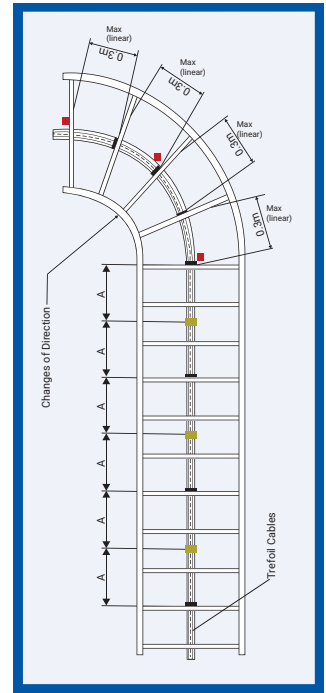 Max
(linear)
0.3m
Max
(linear)
0.3m
Max
(linear)
0.3m
Max
(linear)
0.3m
Changes of Direction
A
A
A
A
A
A
Trefoil Cables